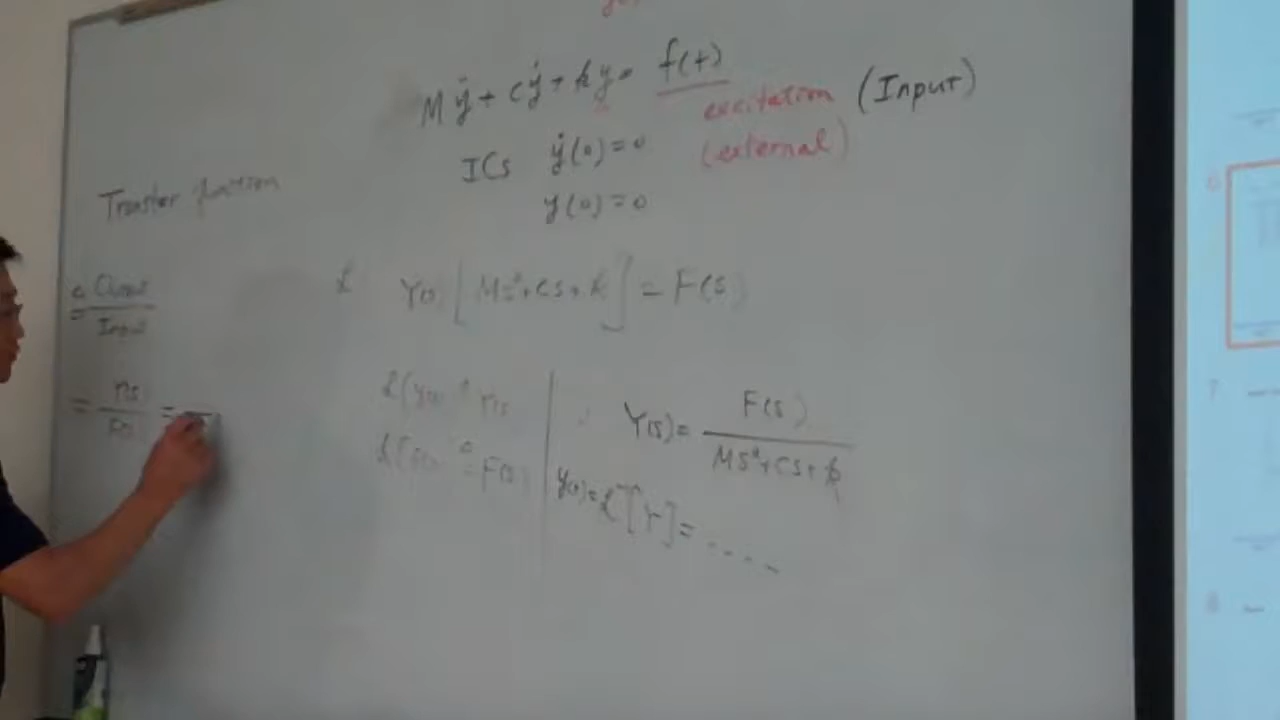 Mÿ + cẏ + ky = f(t)
excitation (Input)
(external)
ICs ẏ(0) = 0
y(0) = 0
Transfer function
= Output
Input
ℒ Y(s) [Ms² + cs + k] = F(s)
= Y(s)
F(s)
=
ℒ(y(t)) = Y(s)
ℒ(f(t)) = F(s)
∴ Y(s) = F(s)
Ms² + cs + k
y(t) = ℒ⁻¹[Y] = .....